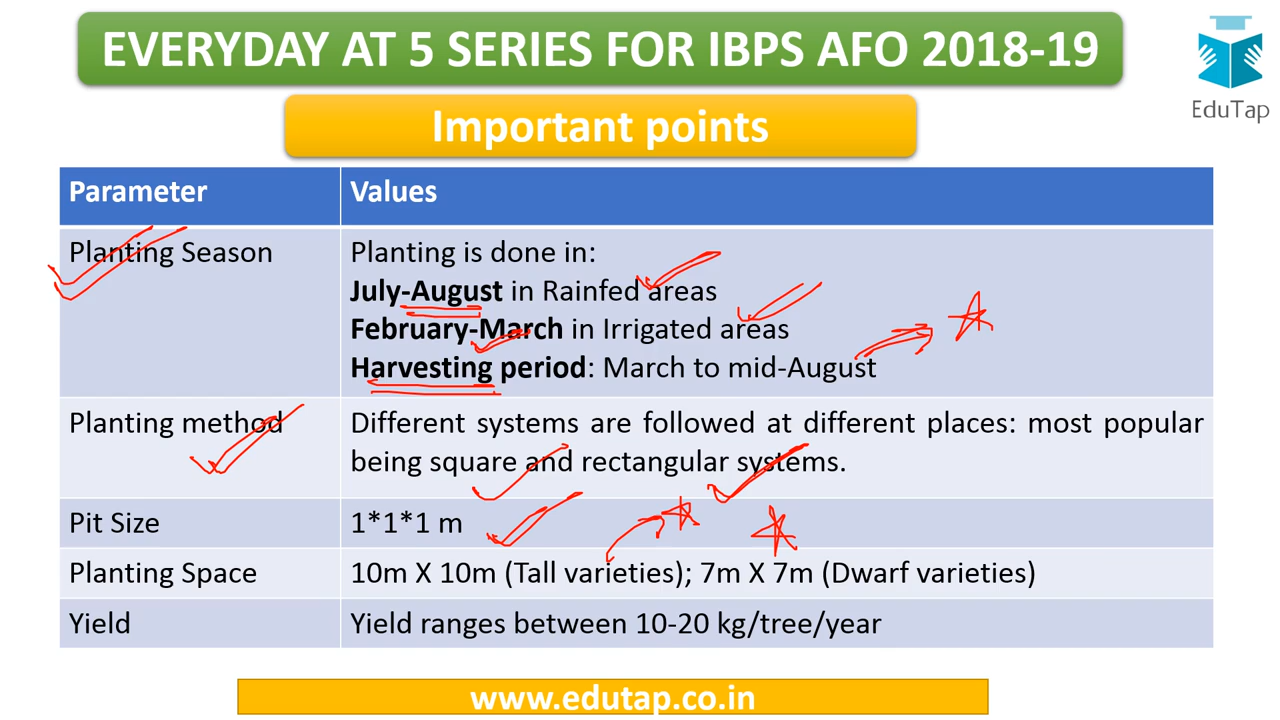 EVERYDAY AT 5 SERIES FOR IBPS AFO 2018-19
EduTap
Important points
Parameter
Values
Planting Season
Planting is done in:
July-August in Rainfed areas
February-March in Irrigated areas
Harvesting period: March to mid-August
Planting method
Different systems are followed at different places: most popular
being square and rectangular systems.
Pit Size
1*1*1 m
Planting Space
10m X 10m (Tall varieties); 7m X 7m (Dwarf varieties)
Yield
Yield ranges between 10-20 kg/tree/year
www.edutap.co.in